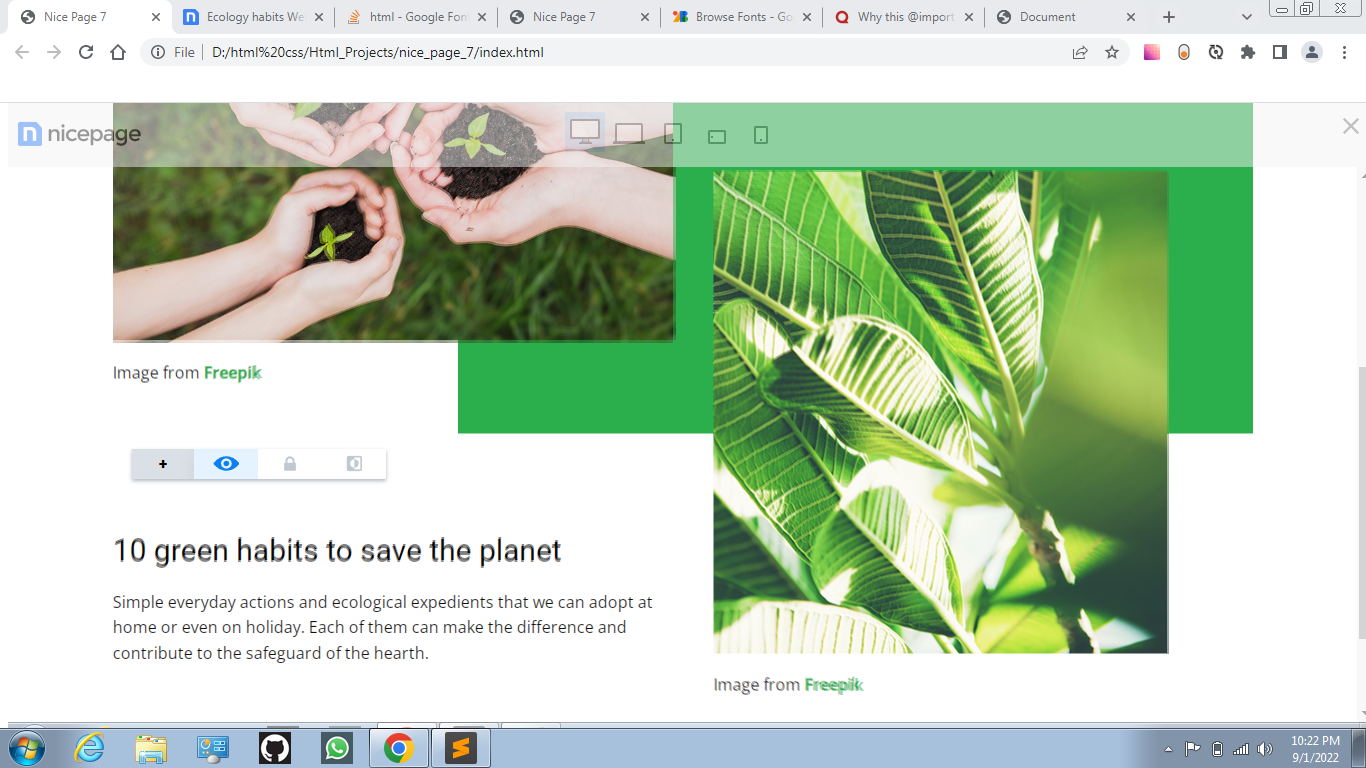 Nice Page 7
Ecology habits We
html - Google Fon
Nice Page 7
Browse Fonts - Go
Why this @import
Document
File
D:/html%20css/Html_Projects/nice_page_7/index.html
nicepage
Image from Freepik
+
10 green habits to save the planet
Simple everyday actions and ecological expedients that we can adopt at
home or even on holiday. Each of them can make the difference and
contribute to the safeguard of the hearth.
Image from Freepik
10:22 PM
9/1/2022